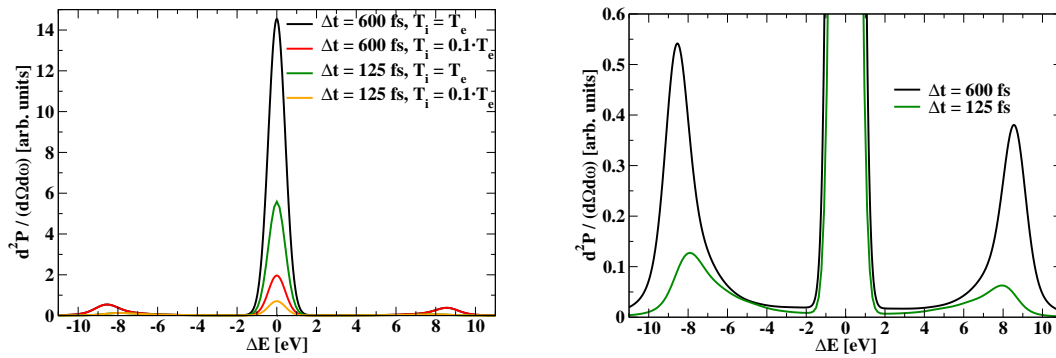 14
12
10
8
6
4
2
0
d²P / (dΩdω) [arb. units]
-10 -8 -6 -4 -2 0 2 4 6 8 10
ΔE [eV]
Δt = 600 fs, T_i = T_e
Δt = 600 fs, T_i = 0.1·T_e
Δt = 125 fs, T_i = T_e
Δt = 125 fs, T_i = 0.1·T_e
0.6
0.5
0.4
0.3
0.2
0.1
0
d²P / (dΩdω) [arb. units]
-10 -8 -6 -4 -2 0 2 4 6 8 10
ΔE [eV]
Δt = 600 fs
Δt = 125 fs